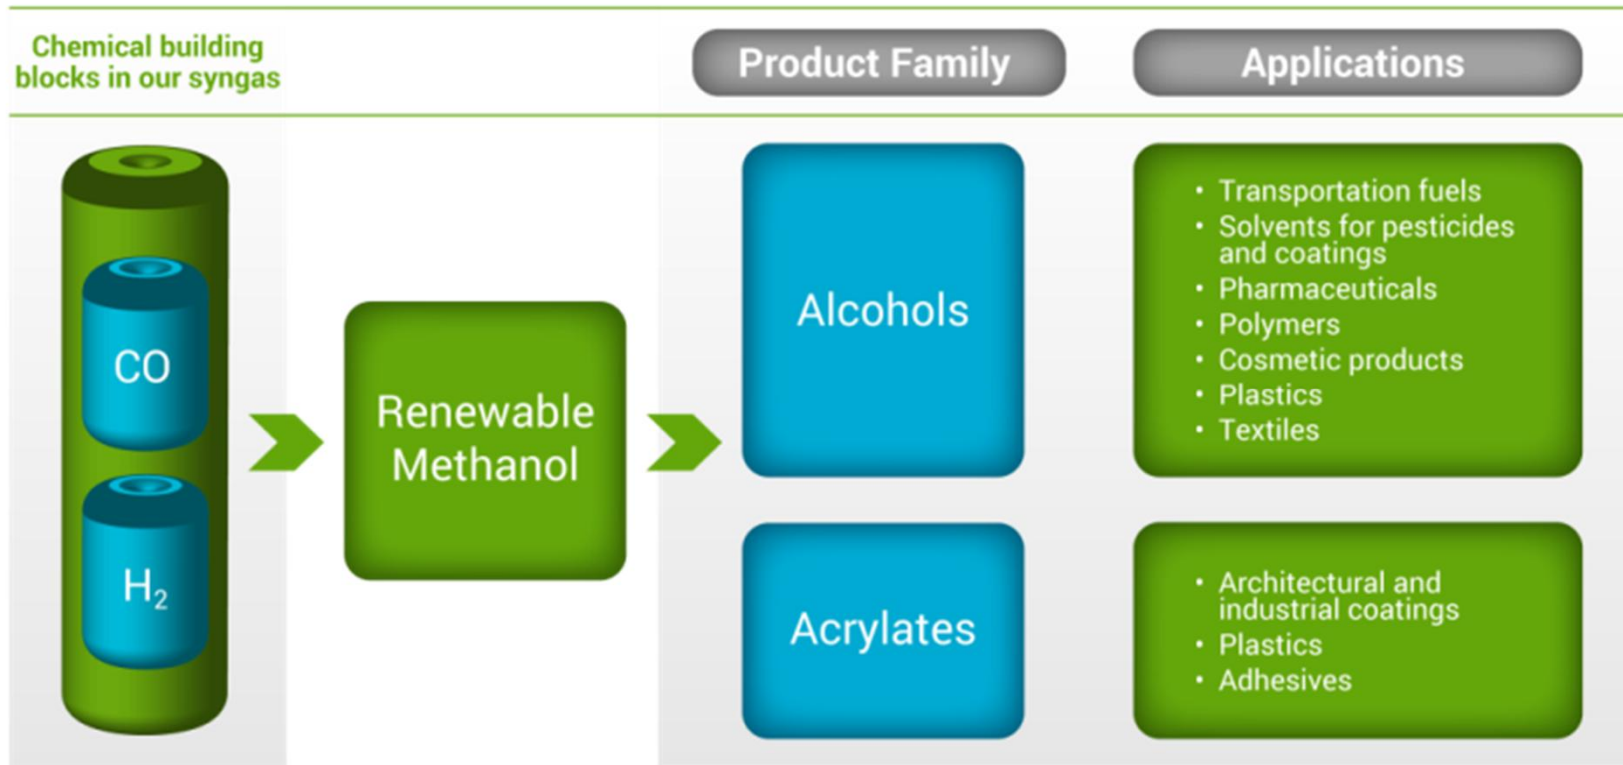 Chemical building
blocks in our syngas
Product Family
Applications
CO
H₂
Renewable
Methanol
Alcohols
• Transportation fuels
• Solvents for pesticides
and coatings
• Pharmaceuticals
• Polymers
• Cosmetic products
• Plastics
• Textiles
Acrylates
• Architectural and
industrial coatings
• Plastics
• Adhesives